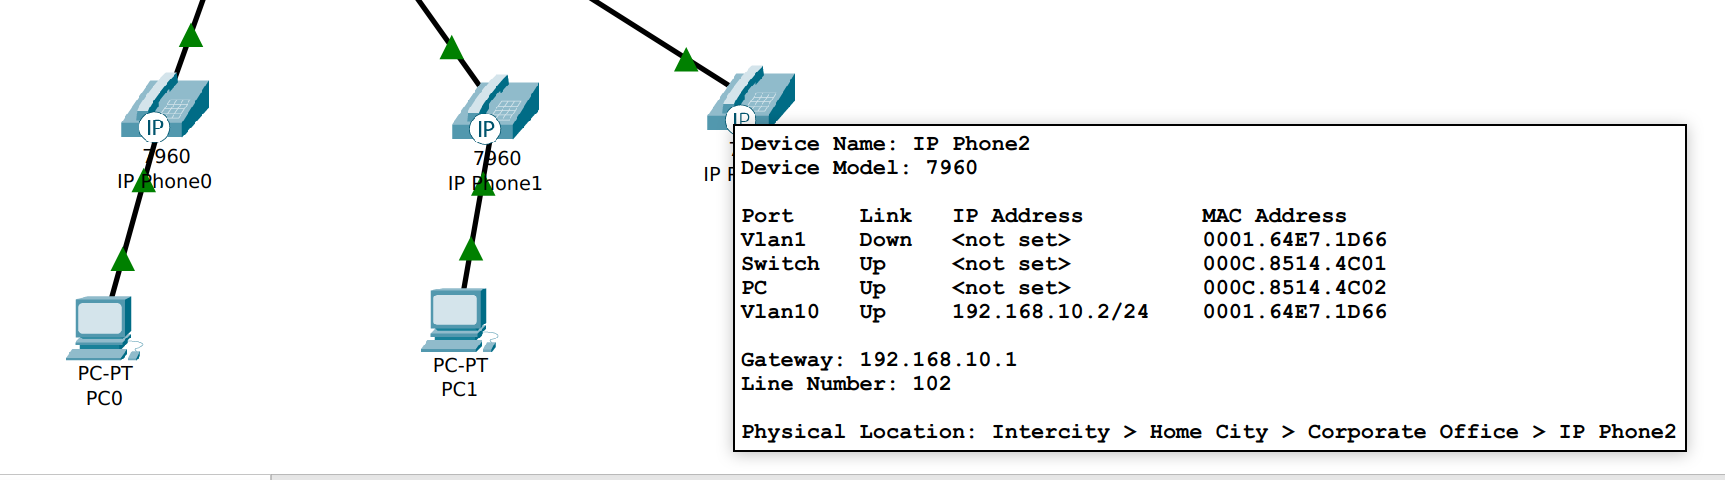 IP
7960
IP Phone0
PC-PT
PC0
IP
7960
IP Phone1
PC-PT
PC1
IP
IP
Device Name: IP Phone2
Device Model: 7960
Port Link IP Address MAC Address
Vlan1 Down <not set> 0001.64E7.1D66
Switch Up <not set> 000C.8514.4C01
PC Up <not set> 000C.8514.4C02
Vlan10 Up 192.168.10.2/24 0001.64E7.1D66
Gateway: 192.168.10.1
Line Number: 102
Physical Location: Intercity > Home City > Corporate Office > IP Phone2